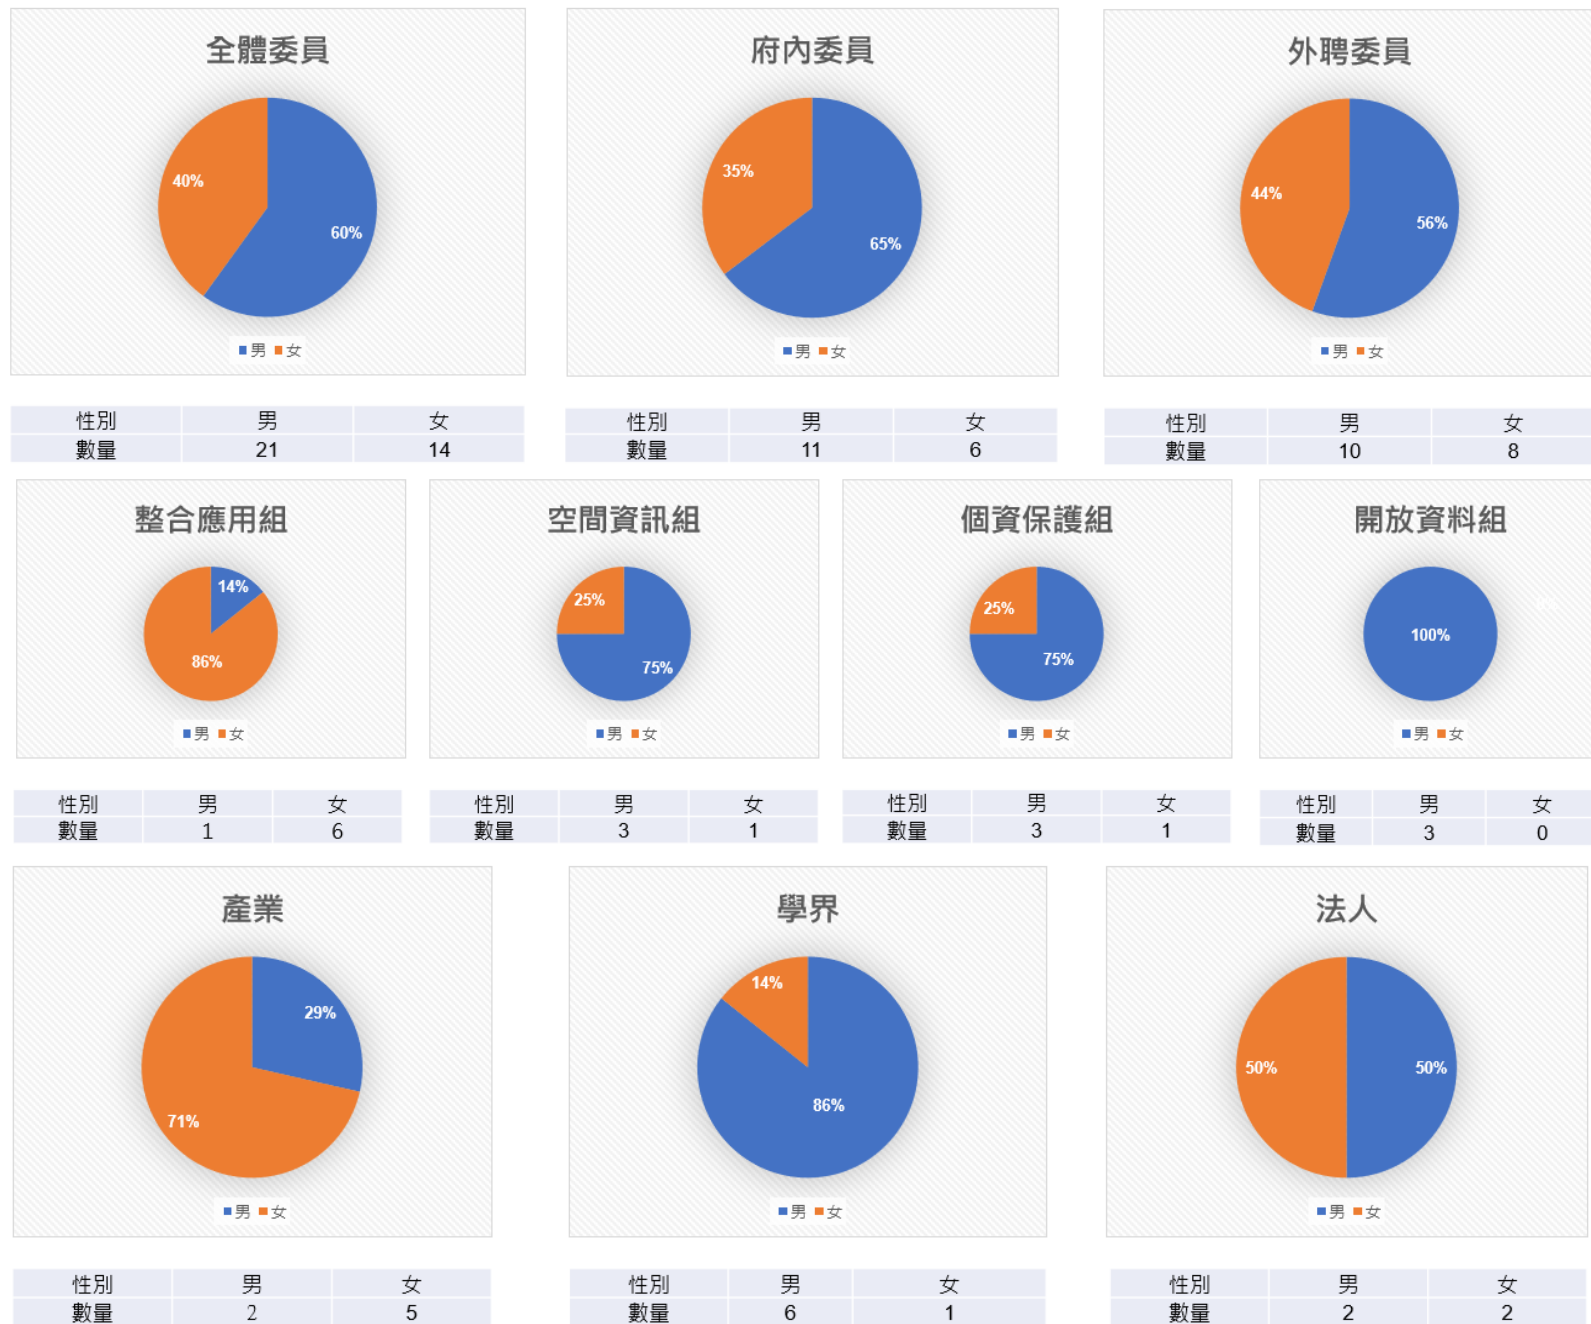 全體委員
40%
60%
男 女
性別 男 女
數量 21 14
府內委員
35%
65%
男 女
性別 男 女
數量 11 6
外聘委員
44%
56%
男 女
性別 男 女
數量 10 8
整合應用組
14%
86%
男 女
性別 男 女
數量 1 6
空間資訊組
25%
75%
男 女
性別 男 女
數量 3 1
個資保護組
25%
75%
男 女
性別 男 女
數量 3 1
開放資料組
0%
100%
男 女
性別 男 女
數量 3 0
產業
29%
71%
男 女
性別 男 女
數量 2 5
學界
14%
86%
男 女
性別 男 女
數量 6 1
法人
50%
50%
男 女
性別 男 女
數量 2 2